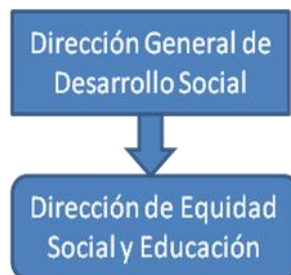 Dirección General de
Desarrollo Social
Dirección de Equidad
Social y Educación